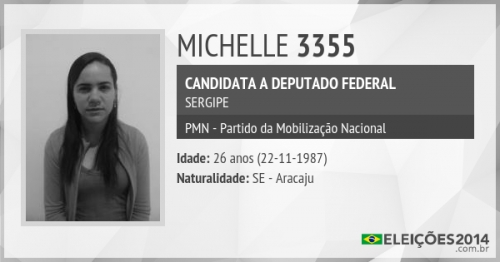 MICHELLE 3355
CANDIDATA A DEPUTADO FEDERAL
SERGIPE
PMN - Partido da Mobilização Nacional
Idade: 26 anos (22-11-1987)
Naturalidade: SE - Aracaju
ELEIÇÕES2014
.com.br